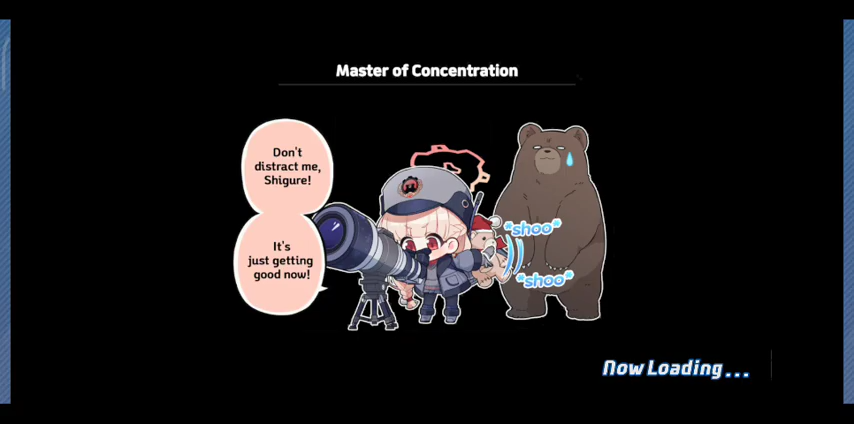 Master of Concentration
Don't
distract me,
Shigure!
It's
just getting
good now!
*shoo*
*shoo*
Now Loading...